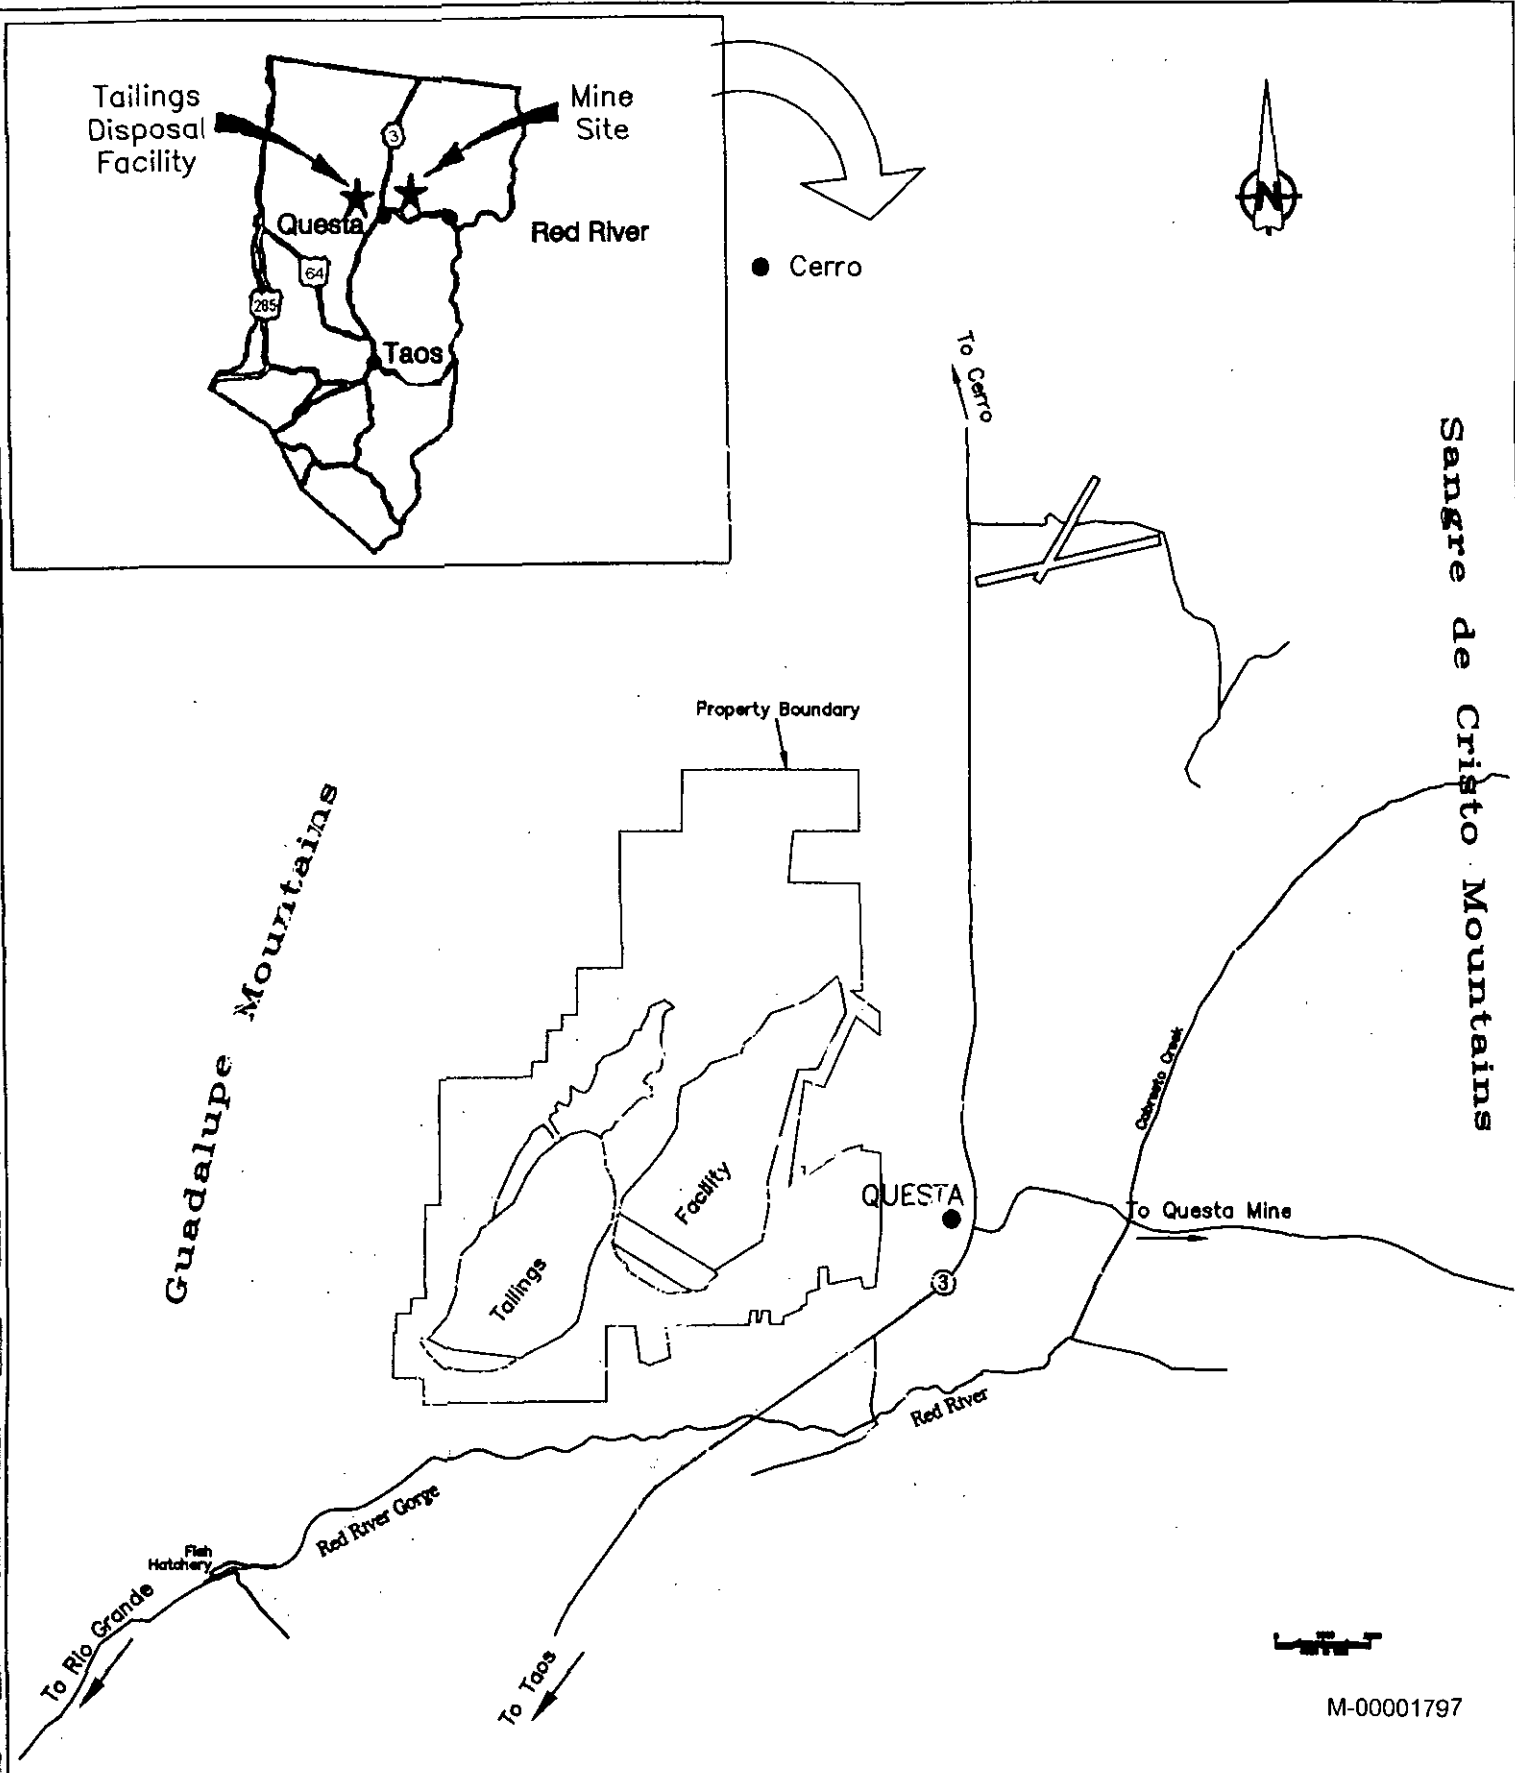 Tailings
Disposal
Facility
Mine
Site
3
Questa
Red River
64
285
Taos
N
Cerro
To Cerro
Sangre de Cristo Mountains
Property Boundary
Guadalupe Mountains
Cabresto Creek
Tailings
Facility
QUESTA
To Questa Mine
3
Red River
Red River Gorge
Fish
Hatchery
To Rio Grande
To Taos
M-00001797